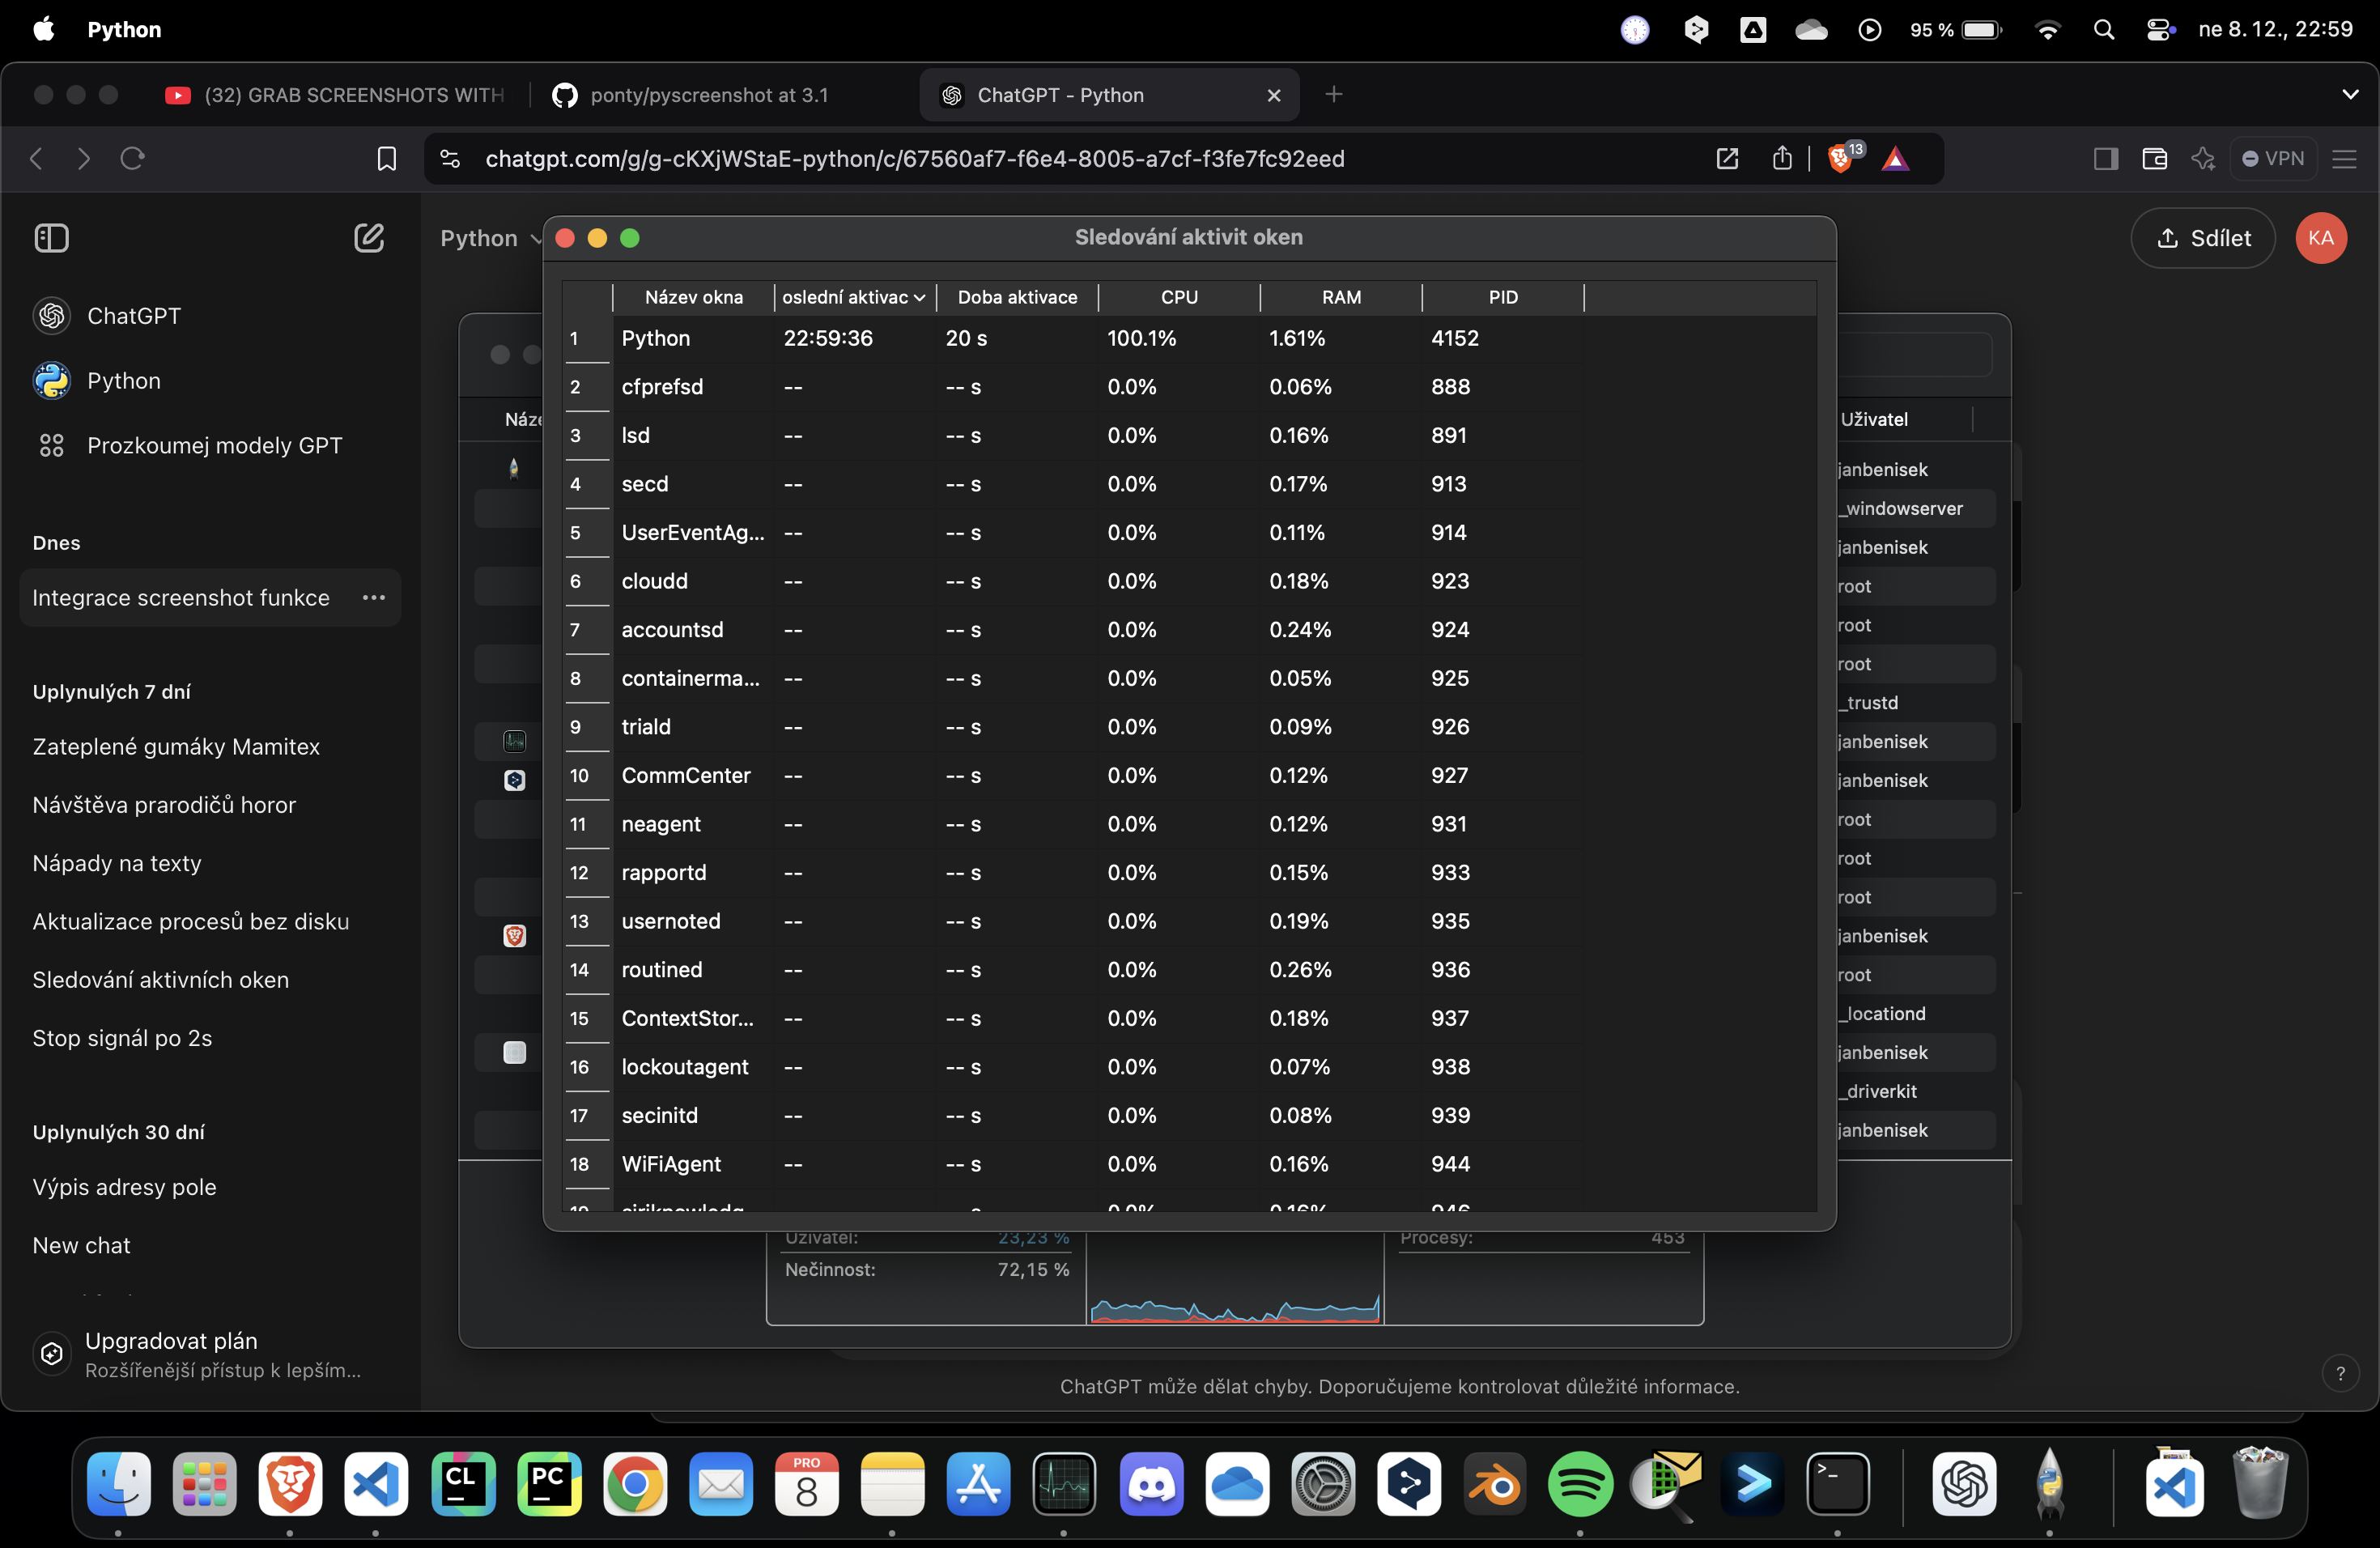 Python
95 %
ne 8. 12., 22:59
(32) GRAB SCREENSHOTS WITH
ponty/pyscreenshot at 3.1
ChatGPT - Python
chatgpt.com/g/g-cKXjWStaE-python/c/67560af7-f6e4-8005-a7cf-f3fe7fc92eed
13
VPN
ChatGPT
Python
Prozkoumej modely GPT
Dnes
Integrace screenshot funkce
Uplynulých 7 dní
Zateplené gumáky Mamitex
Návštěva prarodičů horor
Nápady na texty
Aktualizace procesů bez disku
Sledování aktivních oken
Stop signál po 2s
Uplynulých 30 dní
Výpis adresy pole
New chat
Upgradovat plán
Rozšířenější přístup k lepším...
Python
Sdílet
KA
Sledování aktivit oken
Název okna oslední aktivac Doba aktivace CPU RAM PID
1 Python 22:59:36 20 s 100.1% 1.61% 4152
2 cfprefsd -- -- s 0.0% 0.06% 888
3 lsd -- -- s 0.0% 0.16% 891
4 secd -- -- s 0.0% 0.17% 913
5 UserEventAg... -- -- s 0.0% 0.11% 914
6 cloudd -- -- s 0.0% 0.18% 923
7 accountsd -- -- s 0.0% 0.24% 924
8 containerma... -- -- s 0.0% 0.05% 925
9 triald -- -- s 0.0% 0.09% 926
10 CommCenter -- -- s 0.0% 0.12% 927
11 neagent -- -- s 0.0% 0.12% 931
12 rapportd -- -- s 0.0% 0.15% 933
13 usernoted -- -- s 0.0% 0.19% 935
14 routined -- -- s 0.0% 0.26% 936
15 ContextStor... -- -- s 0.0% 0.18% 937
16 lockoutagent -- -- s 0.0% 0.07% 938
17 secinitd -- -- s 0.0% 0.08% 939
18 WiFiAgent -- -- s 0.0% 0.16% 944
Náze
Uživatel
janbenisek
_windowserver
janbenisek
root
root
root
_trustd
janbenisek
janbenisek
root
root
root
janbenisek
root
_locationd
janbenisek
_driverkit
janbenisek
Uživatel: 23,23 %
Nečinnost: 72,15 %
Procesy: 453
ChatGPT může dělat chyby. Doporučujeme kontrolovat důležité informace.
?
CL
PC
PRO
8
>_